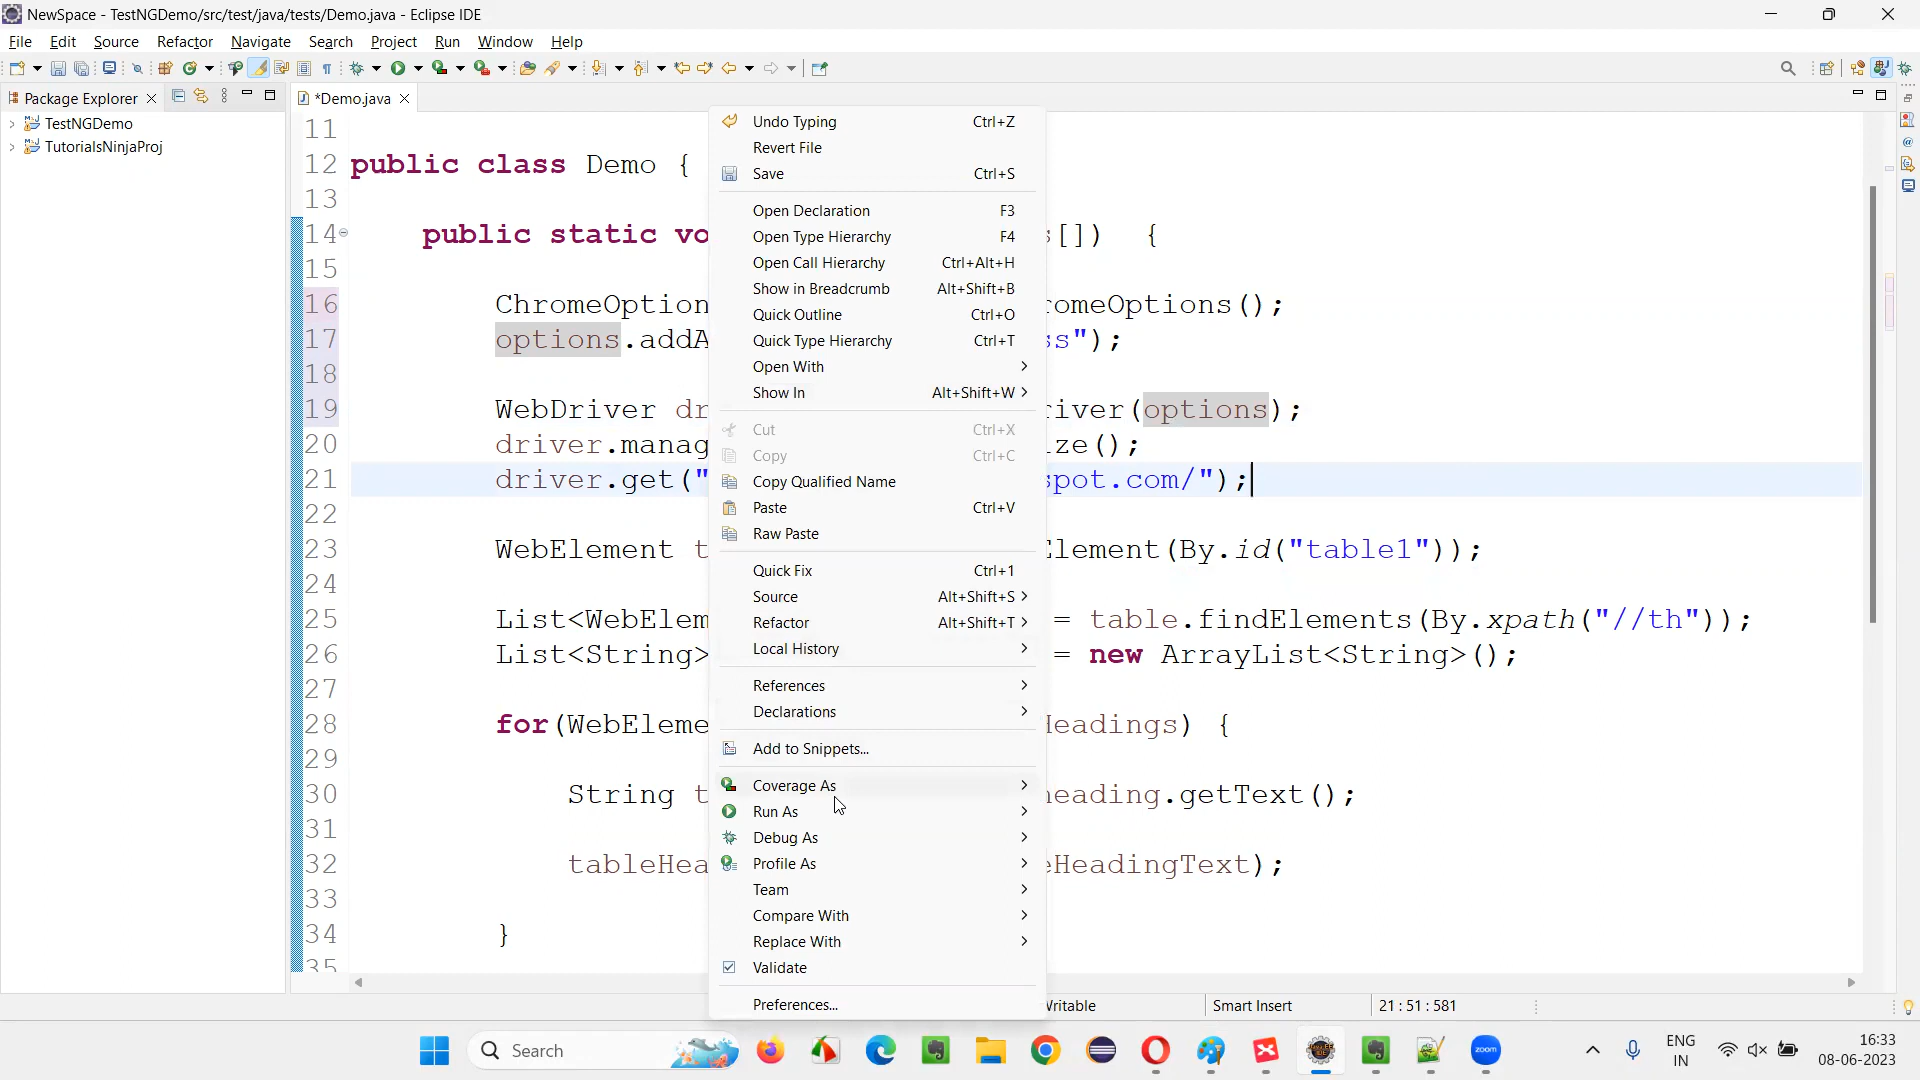 NewSpace - TestNGDemo/src/test/java/tests/Demo.java - Eclipse IDE
File Edit Source Refactor Navigate Search Project Run Window Help
Package Explorer
*Demo.java
TestNGDemo
TutorialsNinjaProj
11
12 public class Demo {
13
14 public static vo s[]) {
15
16 ChromeOption romeOptions();
17 options.addA ss");
18
19 WebDriver dr river(options);
20 driver.manag ize();
21 driver.get(" spot.com/");
22
23 WebElement t Element(By.id("table1"));
24
25 List<WebElem = table.findElements(By.xpath("//th"));
26 List<String> = new ArrayList<String>();
27
28 for(WebEleme Headings) {
29
30 String t heading.getText();
31
32 tableHea eHeadingText);
33
34 }
35
Undo Typing Ctrl+Z
Revert File
Save Ctrl+S
Open Declaration F3
Open Type Hierarchy F4
Open Call Hierarchy Ctrl+Alt+H
Show in Breadcrumb Alt+Shift+B
Quick Outline Ctrl+O
Quick Type Hierarchy Ctrl+T
Open With
Show In Alt+Shift+W
Cut Ctrl+X
Copy Ctrl+C
Copy Qualified Name
Paste Ctrl+V
Raw Paste
Quick Fix Ctrl+1
Source Alt+Shift+S
Refactor Alt+Shift+T
Local History
References
Declarations
Add to Snippets...
Coverage As
Run As
Debug As
Profile As
Team
Compare With
Replace With
Validate
Preferences...
Writable Smart Insert 21 : 51 : 581
Search
zoom
ENG
IN
16:33
08-06-2023